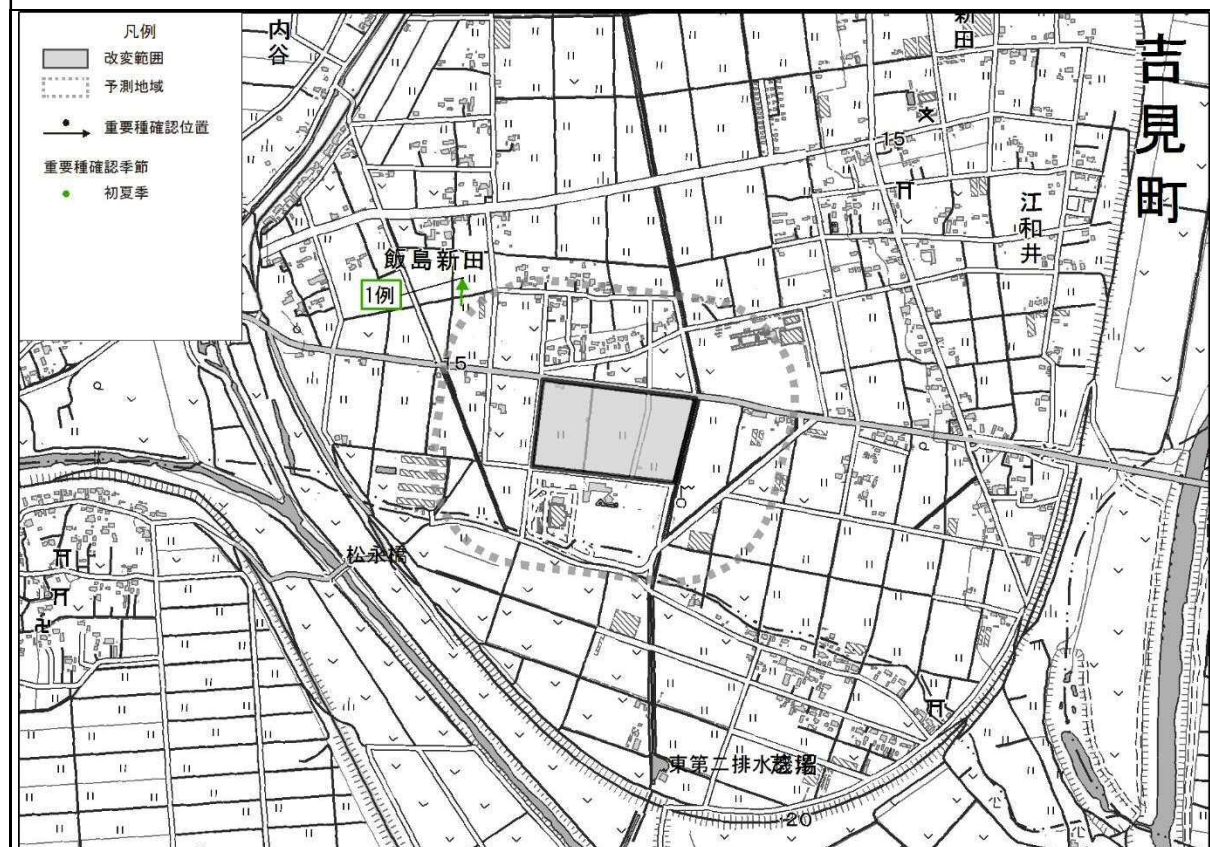 凡例
改変範囲
予測地域
重要種確認位置
重要種確認季節
初夏季
内谷
新田
吉見町
15
江和井
飯島新田
1例
15
松永橋
東第二排水
20